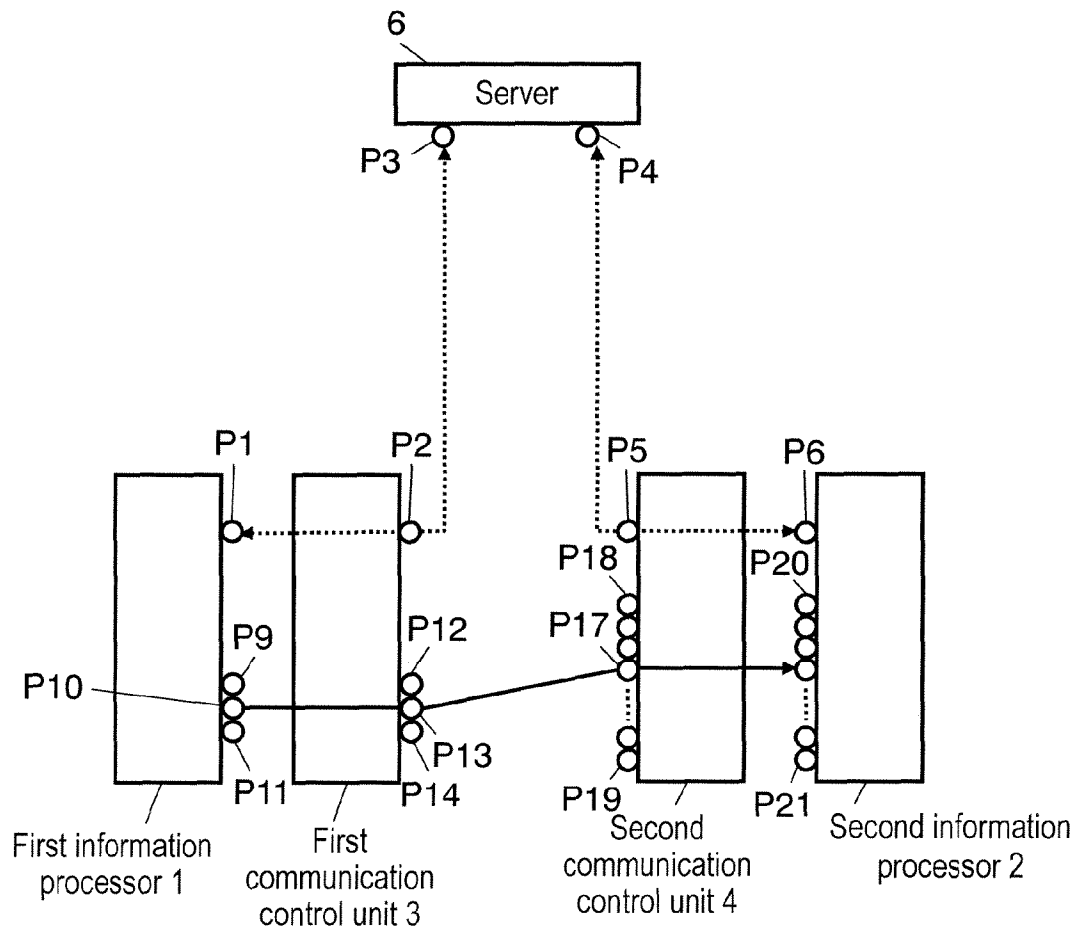 6
Server
P3
P4
P1
P2
P5
P6
P18
P20
P9
P12
P17
P10
P13
P11
P14
P19
P21
First information
processor 1
First
communication
control unit 3
Second
communication
control unit 4
Second information
processor 2